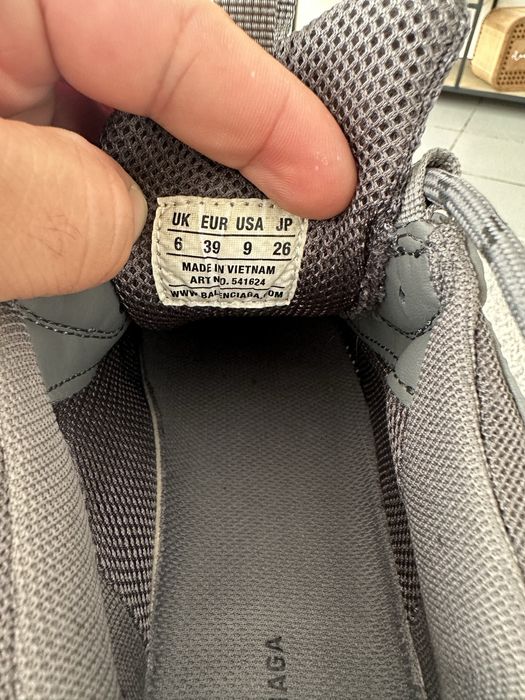 UK EUR USA JP
6 39 9 26
MADE IN VIETNAM
ART NO. 541624
WWW.BALENCIAGA.COM
AGA